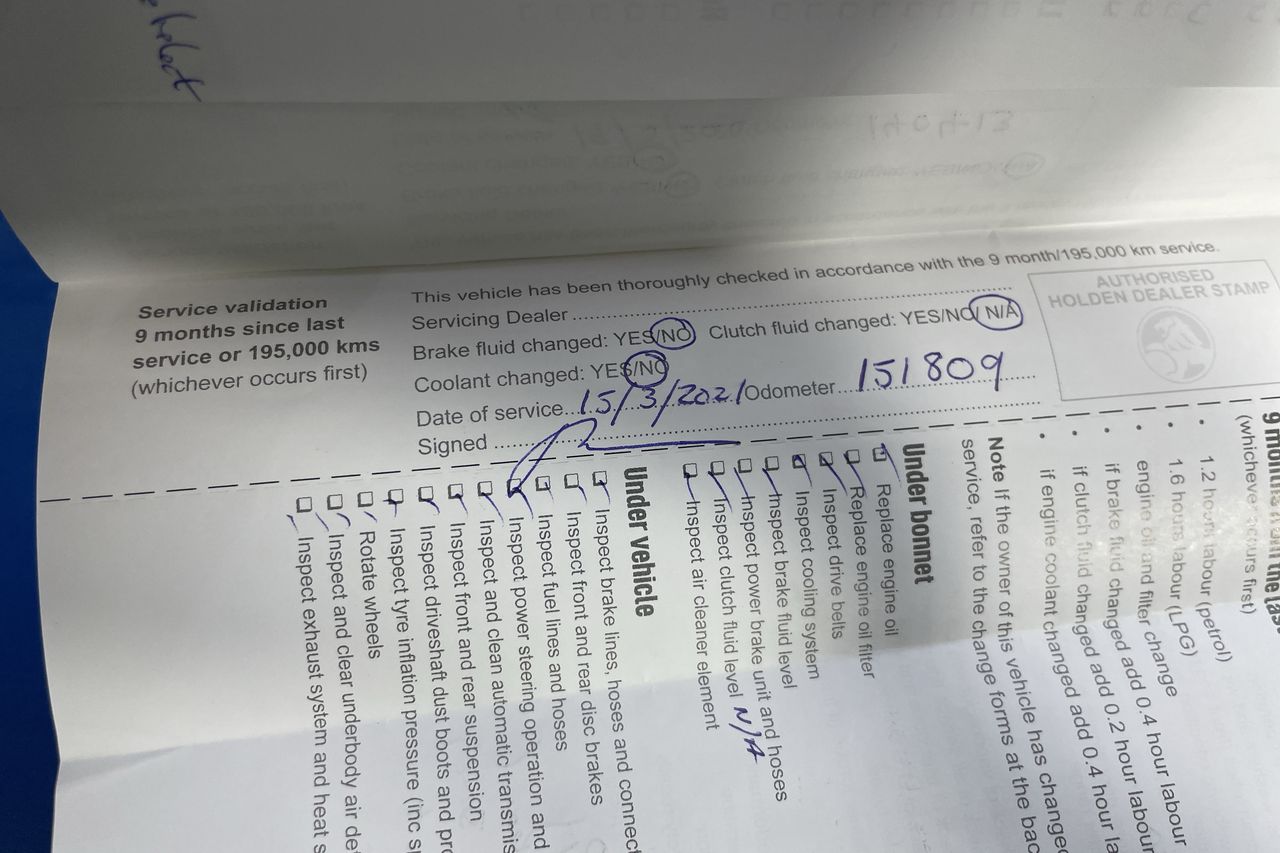 helect
140413
Service validation
9 months since last
service or 195,000 kms
(whichever occurs first)
This vehicle has been thoroughly checked in accordance with the 9 month/195,000 km service.
Servicing Dealer
Brake fluid changed: YES/NO Clutch fluid changed: YES/NO/ N/A
Coolant changed: YES/NO
Date of service 15/3/2021 Odometer 151809
Signed
AUTHORISED
HOLDEN DEALER STAMP
(whichever occurs first)
• 1.2 hours labour (petrol)
• 1.6 hours labour (LPG)
• engine oil and filter change
• if brake fluid changed add 0.4 hour labour
• if clutch fluid changed add 0.2 hour labour
• if engine coolant changed add 0.4 hour
Note If the owner of this vehicle has changed
service, refer to the change forms at the
Under bonnet
Replace engine oil
Replace engine oil filter
Inspect drive belts
Inspect cooling system
Inspect brake fluid level
Inspect power brake unit and hoses
Inspect clutch fluid level N/A
Inspect air cleaner element
Under vehicle
Inspect brake lines, hoses and connect
Inspect front and rear disc brakes
Inspect fuel lines and hoses
Inspect power steering operation and
Inspect and clean automatic transmis
Inspect front and rear suspension
Inspect driveshaft dust boots and pro
Inspect tyre inflation pressure (inc s
Rotate wheels
Inspect and clear underbody air de
Inspect exhaust system and heat s